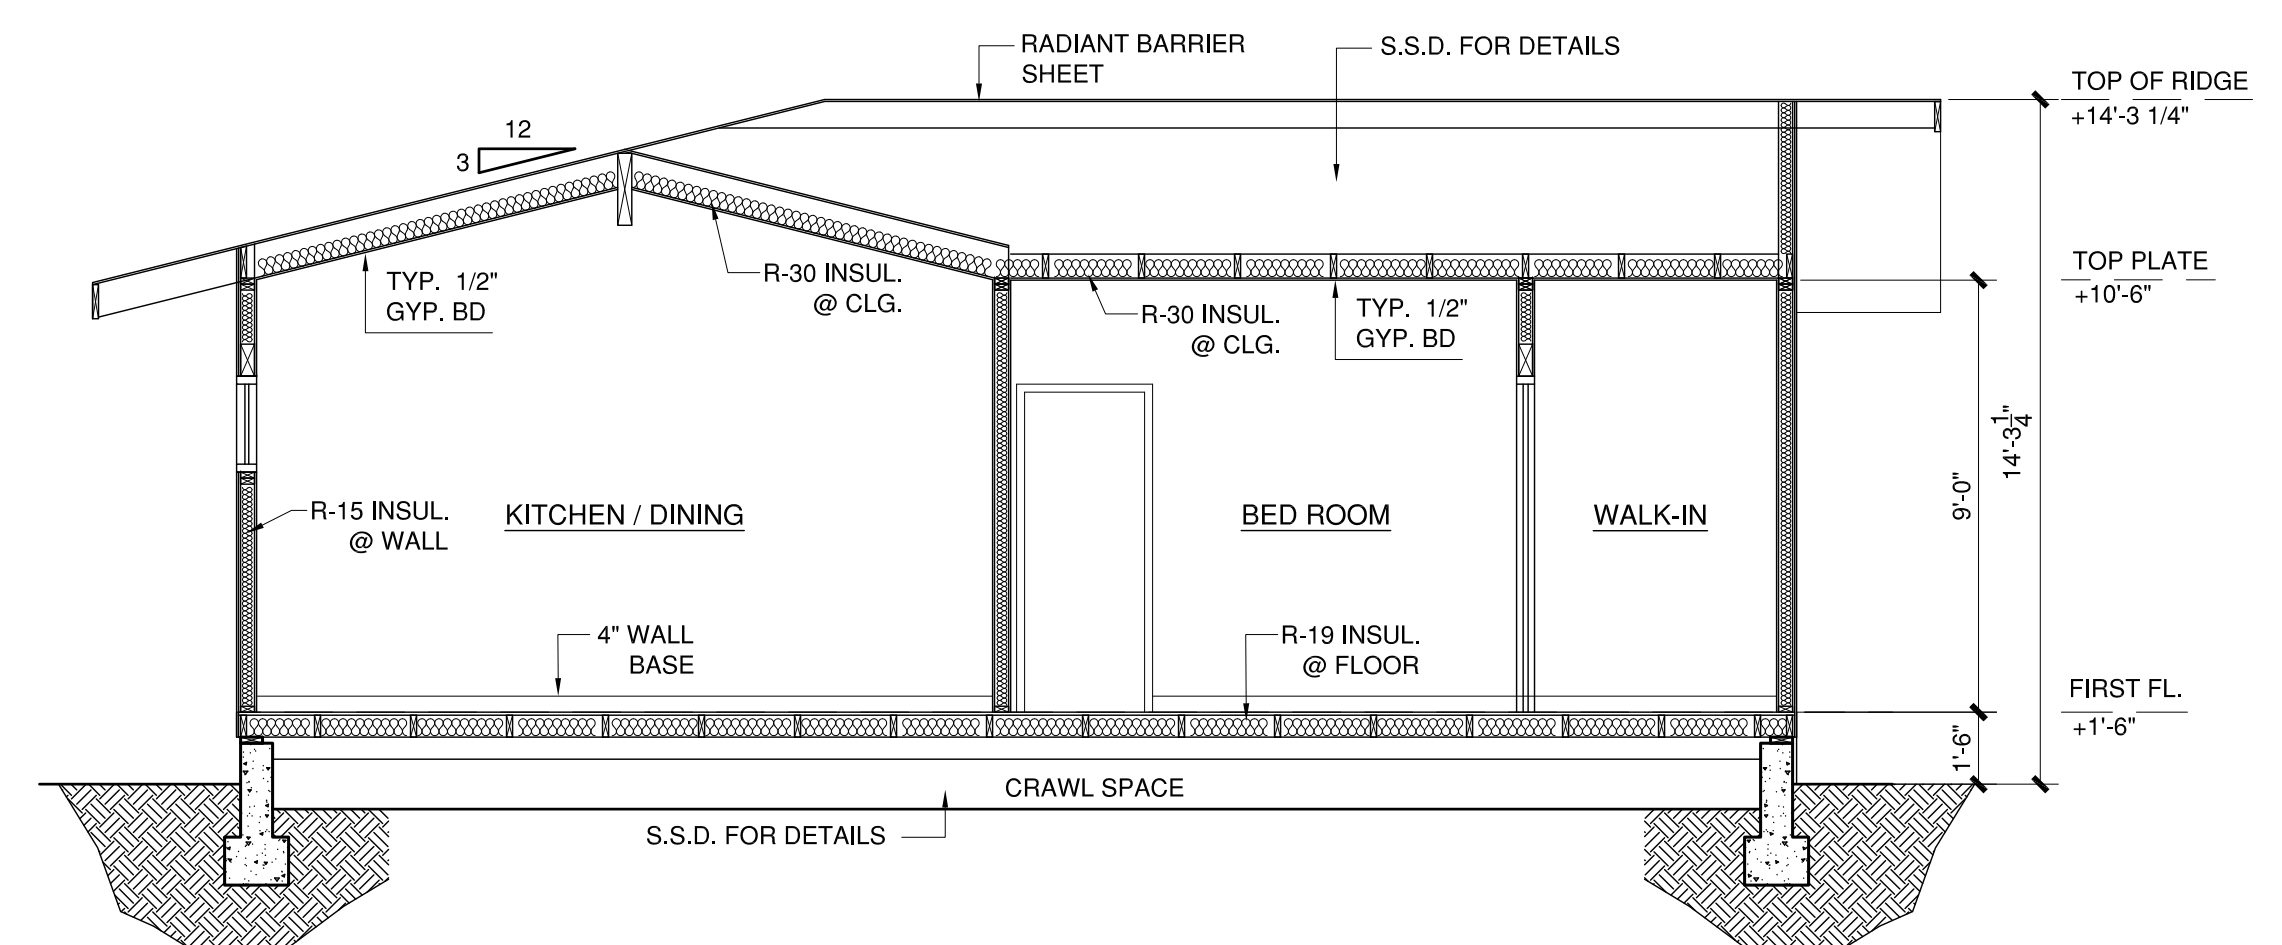 RADIANT BARRIER
SHEET
S.S.D. FOR DETAILS
TOP OF RIDGE
+14'-3 1/4"
12
3
TYP. 1/2"
GYP. BD
R-30 INSUL.
@ CLG.
R-30 INSUL.
@ CLG.
TYP. 1/2"
GYP. BD
TOP PLATE
+10'-6"
14'-3 1/4"
9'-0"
R-15 INSUL.
@ WALL
KITCHEN / DINING
BED ROOM
WALK-IN
4" WALL
BASE
R-19 INSUL.
@ FLOOR
FIRST FL.
+1'-6"
1'-6"
CRAWL SPACE
S.S.D. FOR DETAILS